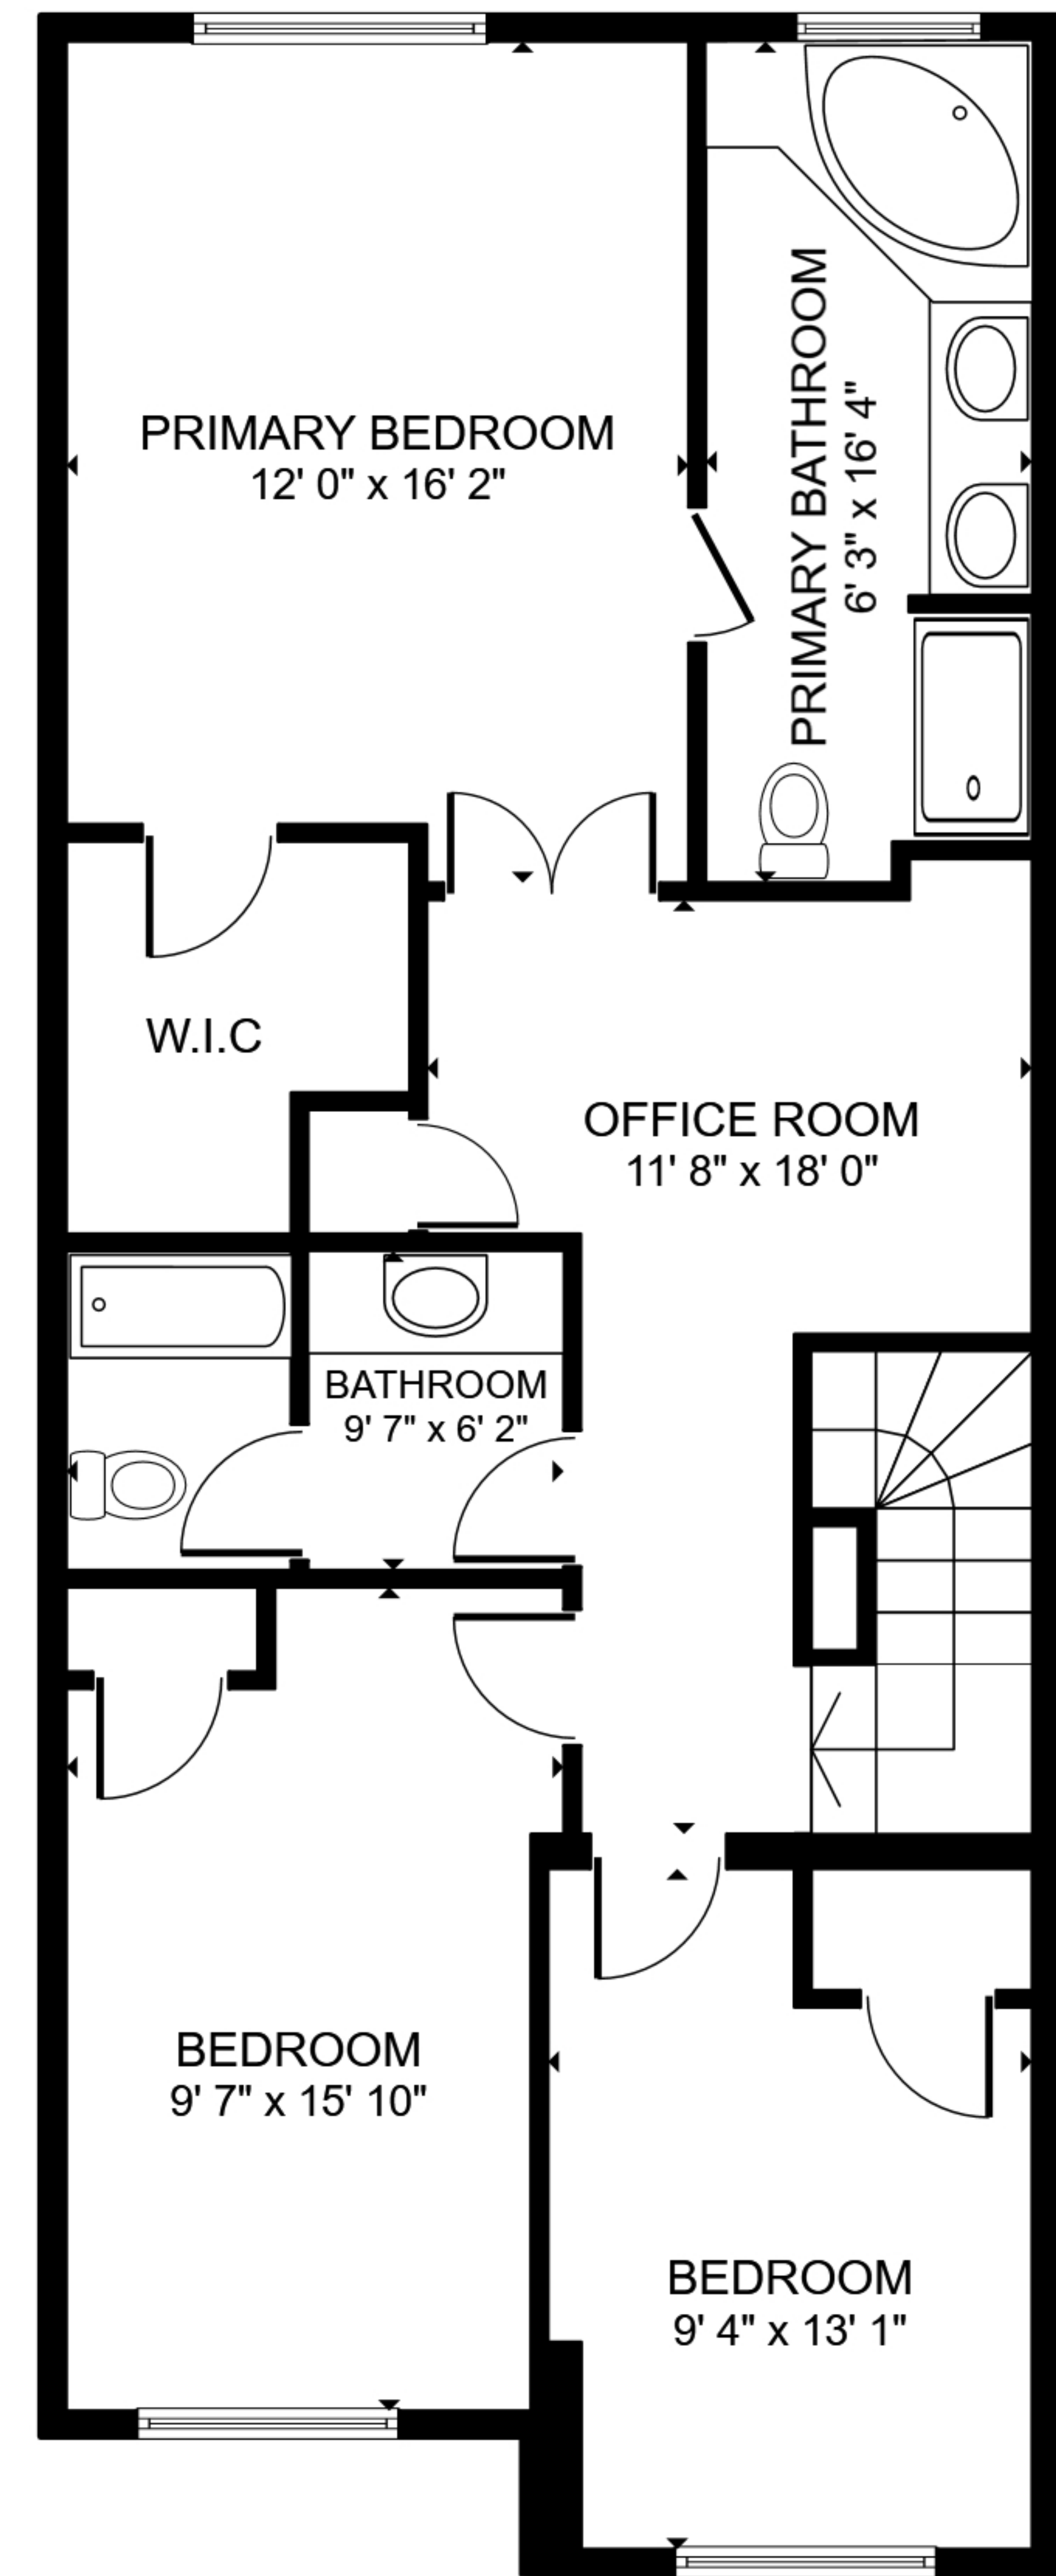 PRIMARY BEDROOM
12' 0" x 16' 2"
PRIMARY BATHROOM
6' 3" x 16' 4"
W.I.C
OFFICE ROOM
11' 8" x 18' 0"
BATHROOM
9' 7" x 6' 2"
BEDROOM
9' 7" x 15' 10"
BEDROOM
9' 4" x 13' 1"